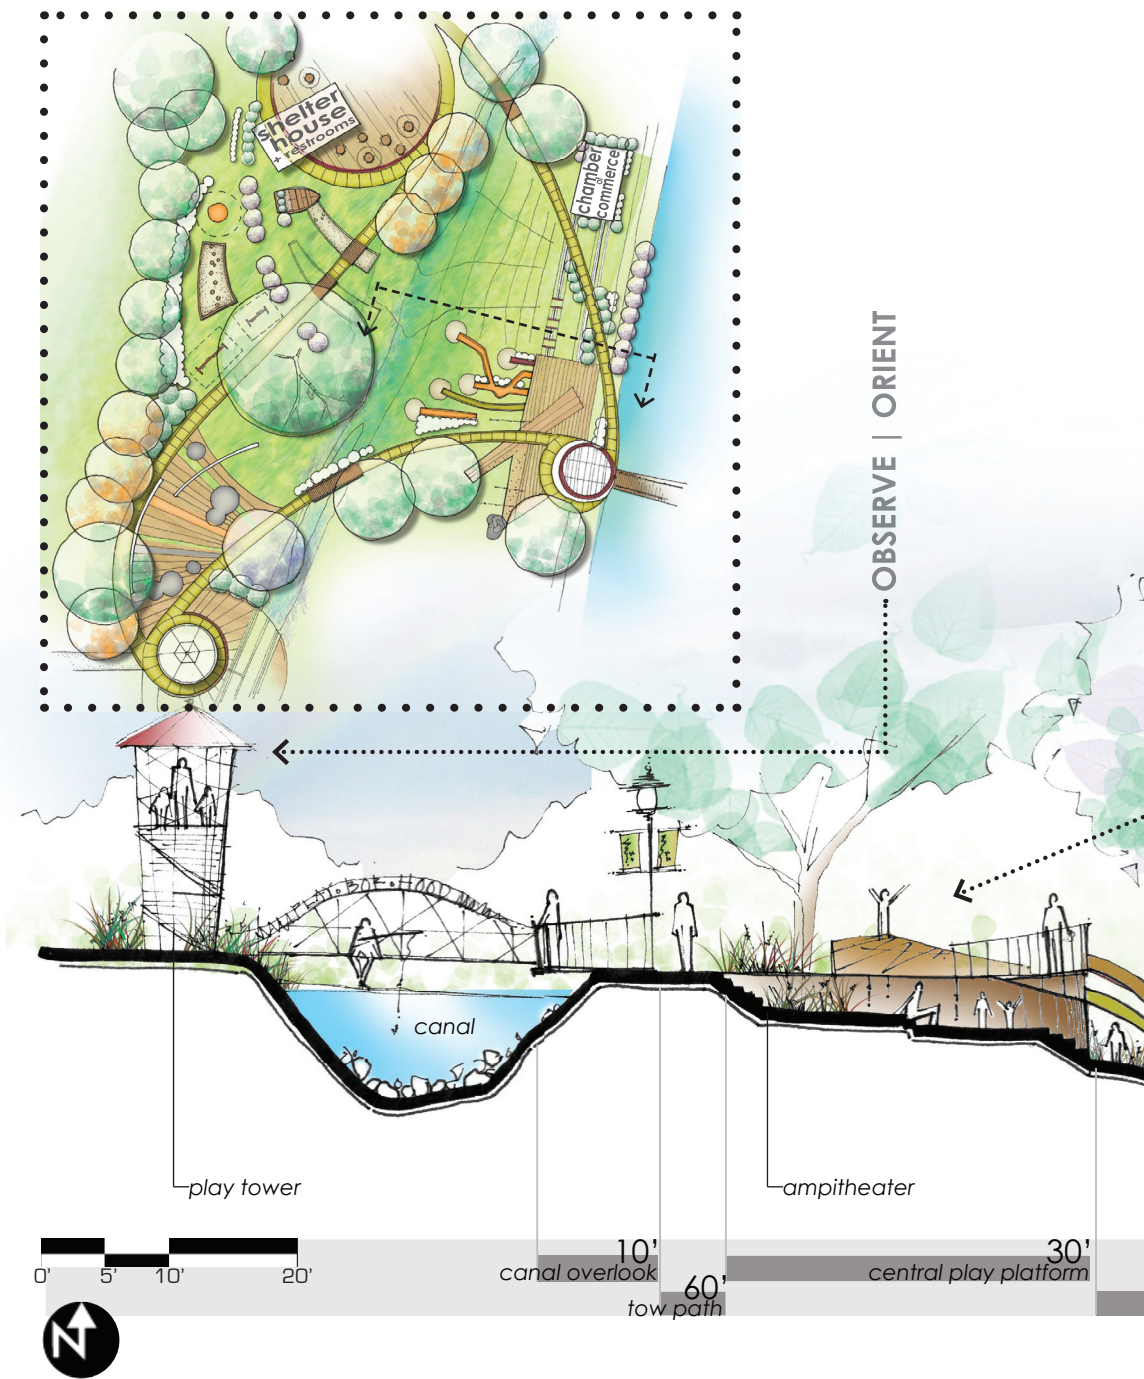 shelter
house
+ restrooms
chamber
of
commerce
OBSERVE | ORIENT
canal
play tower
ampitheater
0'
5'
10'
20'
10'
canal overlook
60'
tow path
30'
central play platform
N